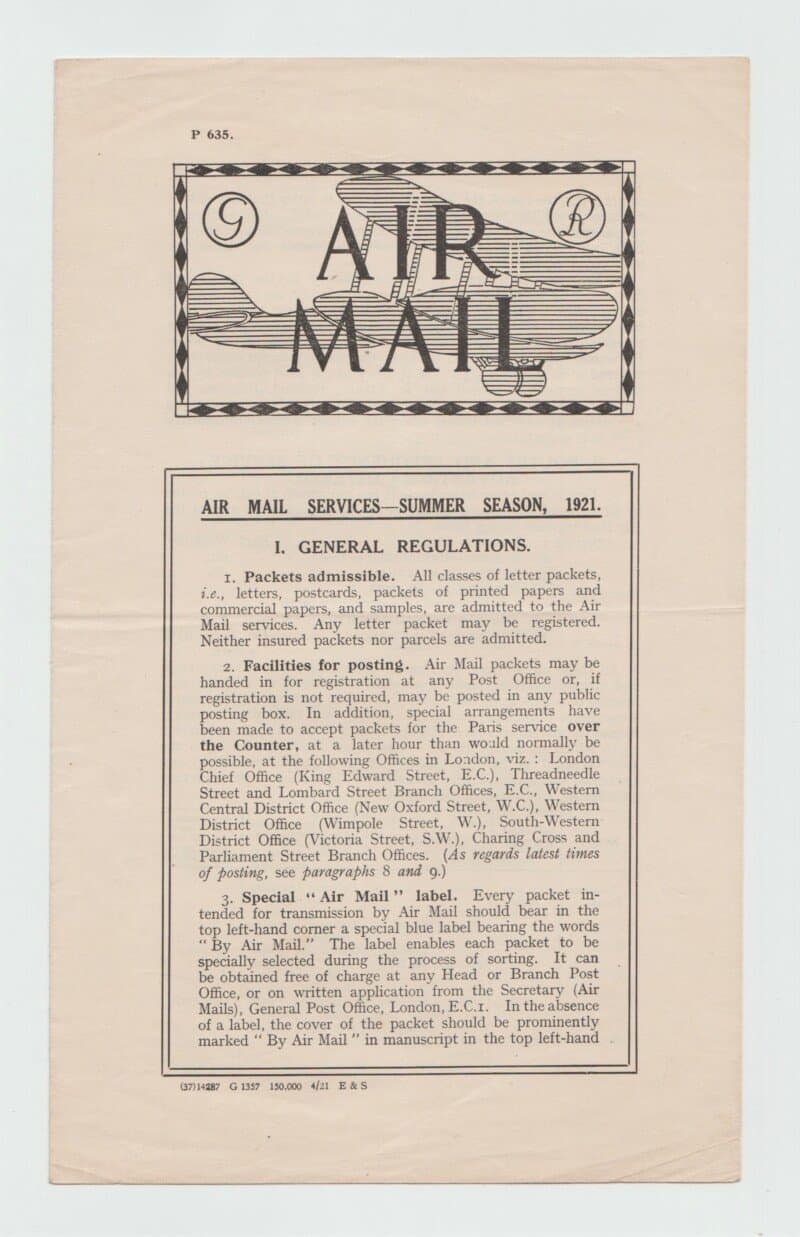 P 635.
G
R
AIR
MAIL
AIR MAIL SERVICES—SUMMER SEASON, 1921.
I. GENERAL REGULATIONS.
1. Packets admissible. All classes of letter packets,
i.e., letters, postcards, packets of printed papers and
commercial papers, and samples, are admitted to the Air
Mail services. Any letter packet may be registered.
Neither insured packets nor parcels are admitted.
2. Facilities for posting. Air Mail packets may be
handed in for registration at any Post Office or, if
registration is not required, may be posted in any public
posting box. In addition, special arrangements have
been made to accept packets for the Paris service over
the Counter, at a later hour than would normally be
possible, at the following Offices in London, viz. : London
Chief Office (King Edward Street, E.C.), Threadneedle
Street and Lombard Street Branch Offices, E.C., Western
Central District Office (New Oxford Street, W.C.), Western
District Office (Wimpole Street, W.), South-Western
District Office (Victoria Street, S.W.), Charing Cross and
Parliament Street Branch Offices. (As regards latest times
of posting, see paragraphs 8 and 9.)
3. Special “ Air Mail ” label. Every packet in-
tended for transmission by Air Mail should bear in the
top left-hand corner a special blue label bearing the words
“ By Air Mail.” The label enables each packet to be
specially selected during the process of sorting. It can
be obtained free of charge at any Head or Branch Post
Office, or on written application from the Secretary (Air
Mails), General Post Office, London, E.C.1. In the absence
of a label, the cover of the packet should be prominently
marked “ By Air Mail ” in manuscript in the top left-hand
(37)14287 G 1357 150,000 4/21 E & S